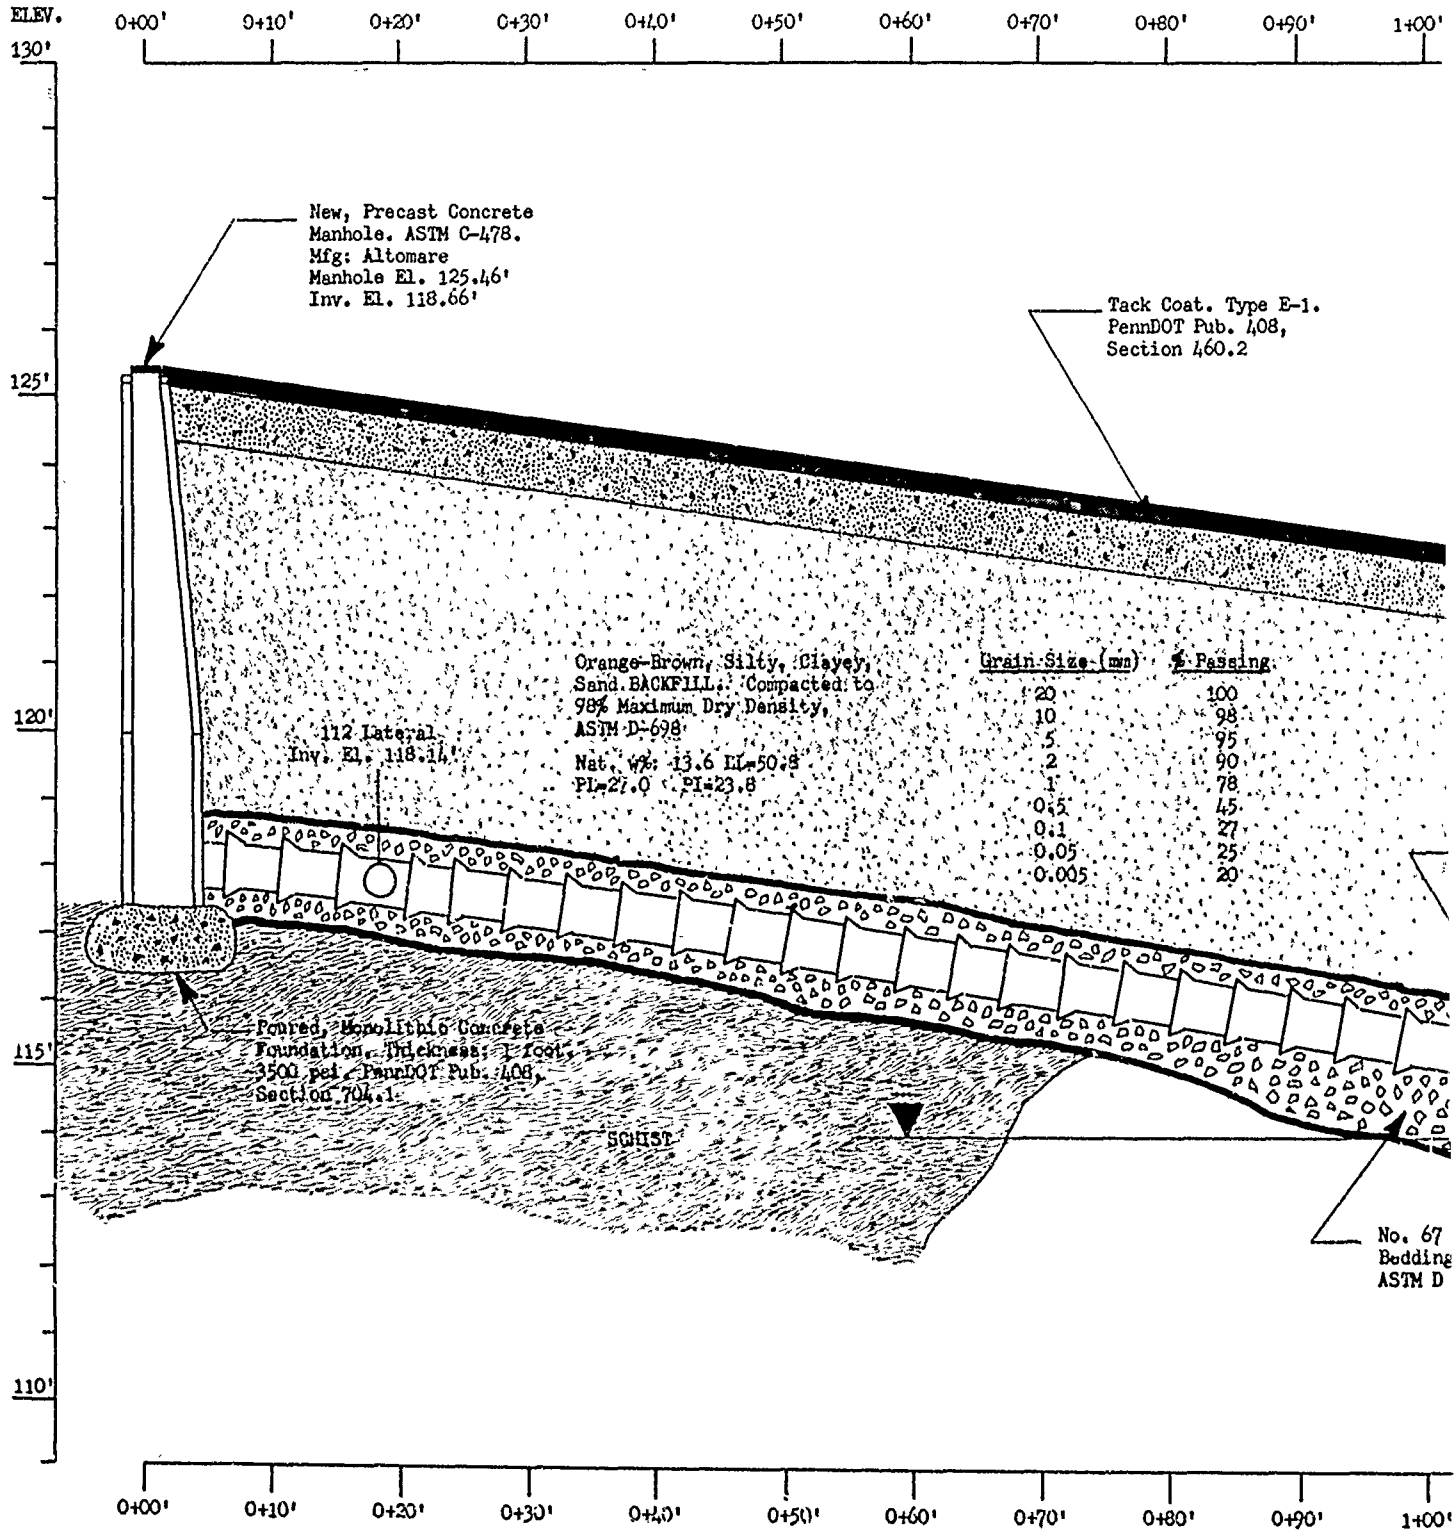 ELEV.
0+00' 0+10' 0+20' 0+30' 0+40' 0+50' 0+60' 0+70' 0+80' 0+90' 1+00'
130'
New, Precast Concrete
Manhole. ASTM C-478.
Mfg: Altomare
Manhole El. 125.46'
Inv. El. 118.66'
Tack Coat. Type E-1.
PennDOT Pub. 408,
Section 460.2
125'
Orange-Brown, Silty, Clayey,
Sand BACKFILL. Compacted to
98% Maximum Dry Density,
ASTM D-698
Nat. w%: 13.6 LL=50.8
PL=27.0 PI=23.8
Grain Size (mm) % Passing
20 100
10 98
5 95
2 90
1 78
0.5 45
0.1 27
0.05 25
0.005 20
120'
112 Lateral
Inv. El. 118.14'
Poured, Monolithic Concrete
Foundation. Thickness: 1 foot.
3500 psi. PennDOT Pub. 408,
Section 704.1
115'
SCHIST
No. 67
Bedding
ASTM D
110'
0+00' 0+10' 0+20' 0+30' 0+40' 0+50' 0+60' 0+70' 0+80' 0+90' 1+00'